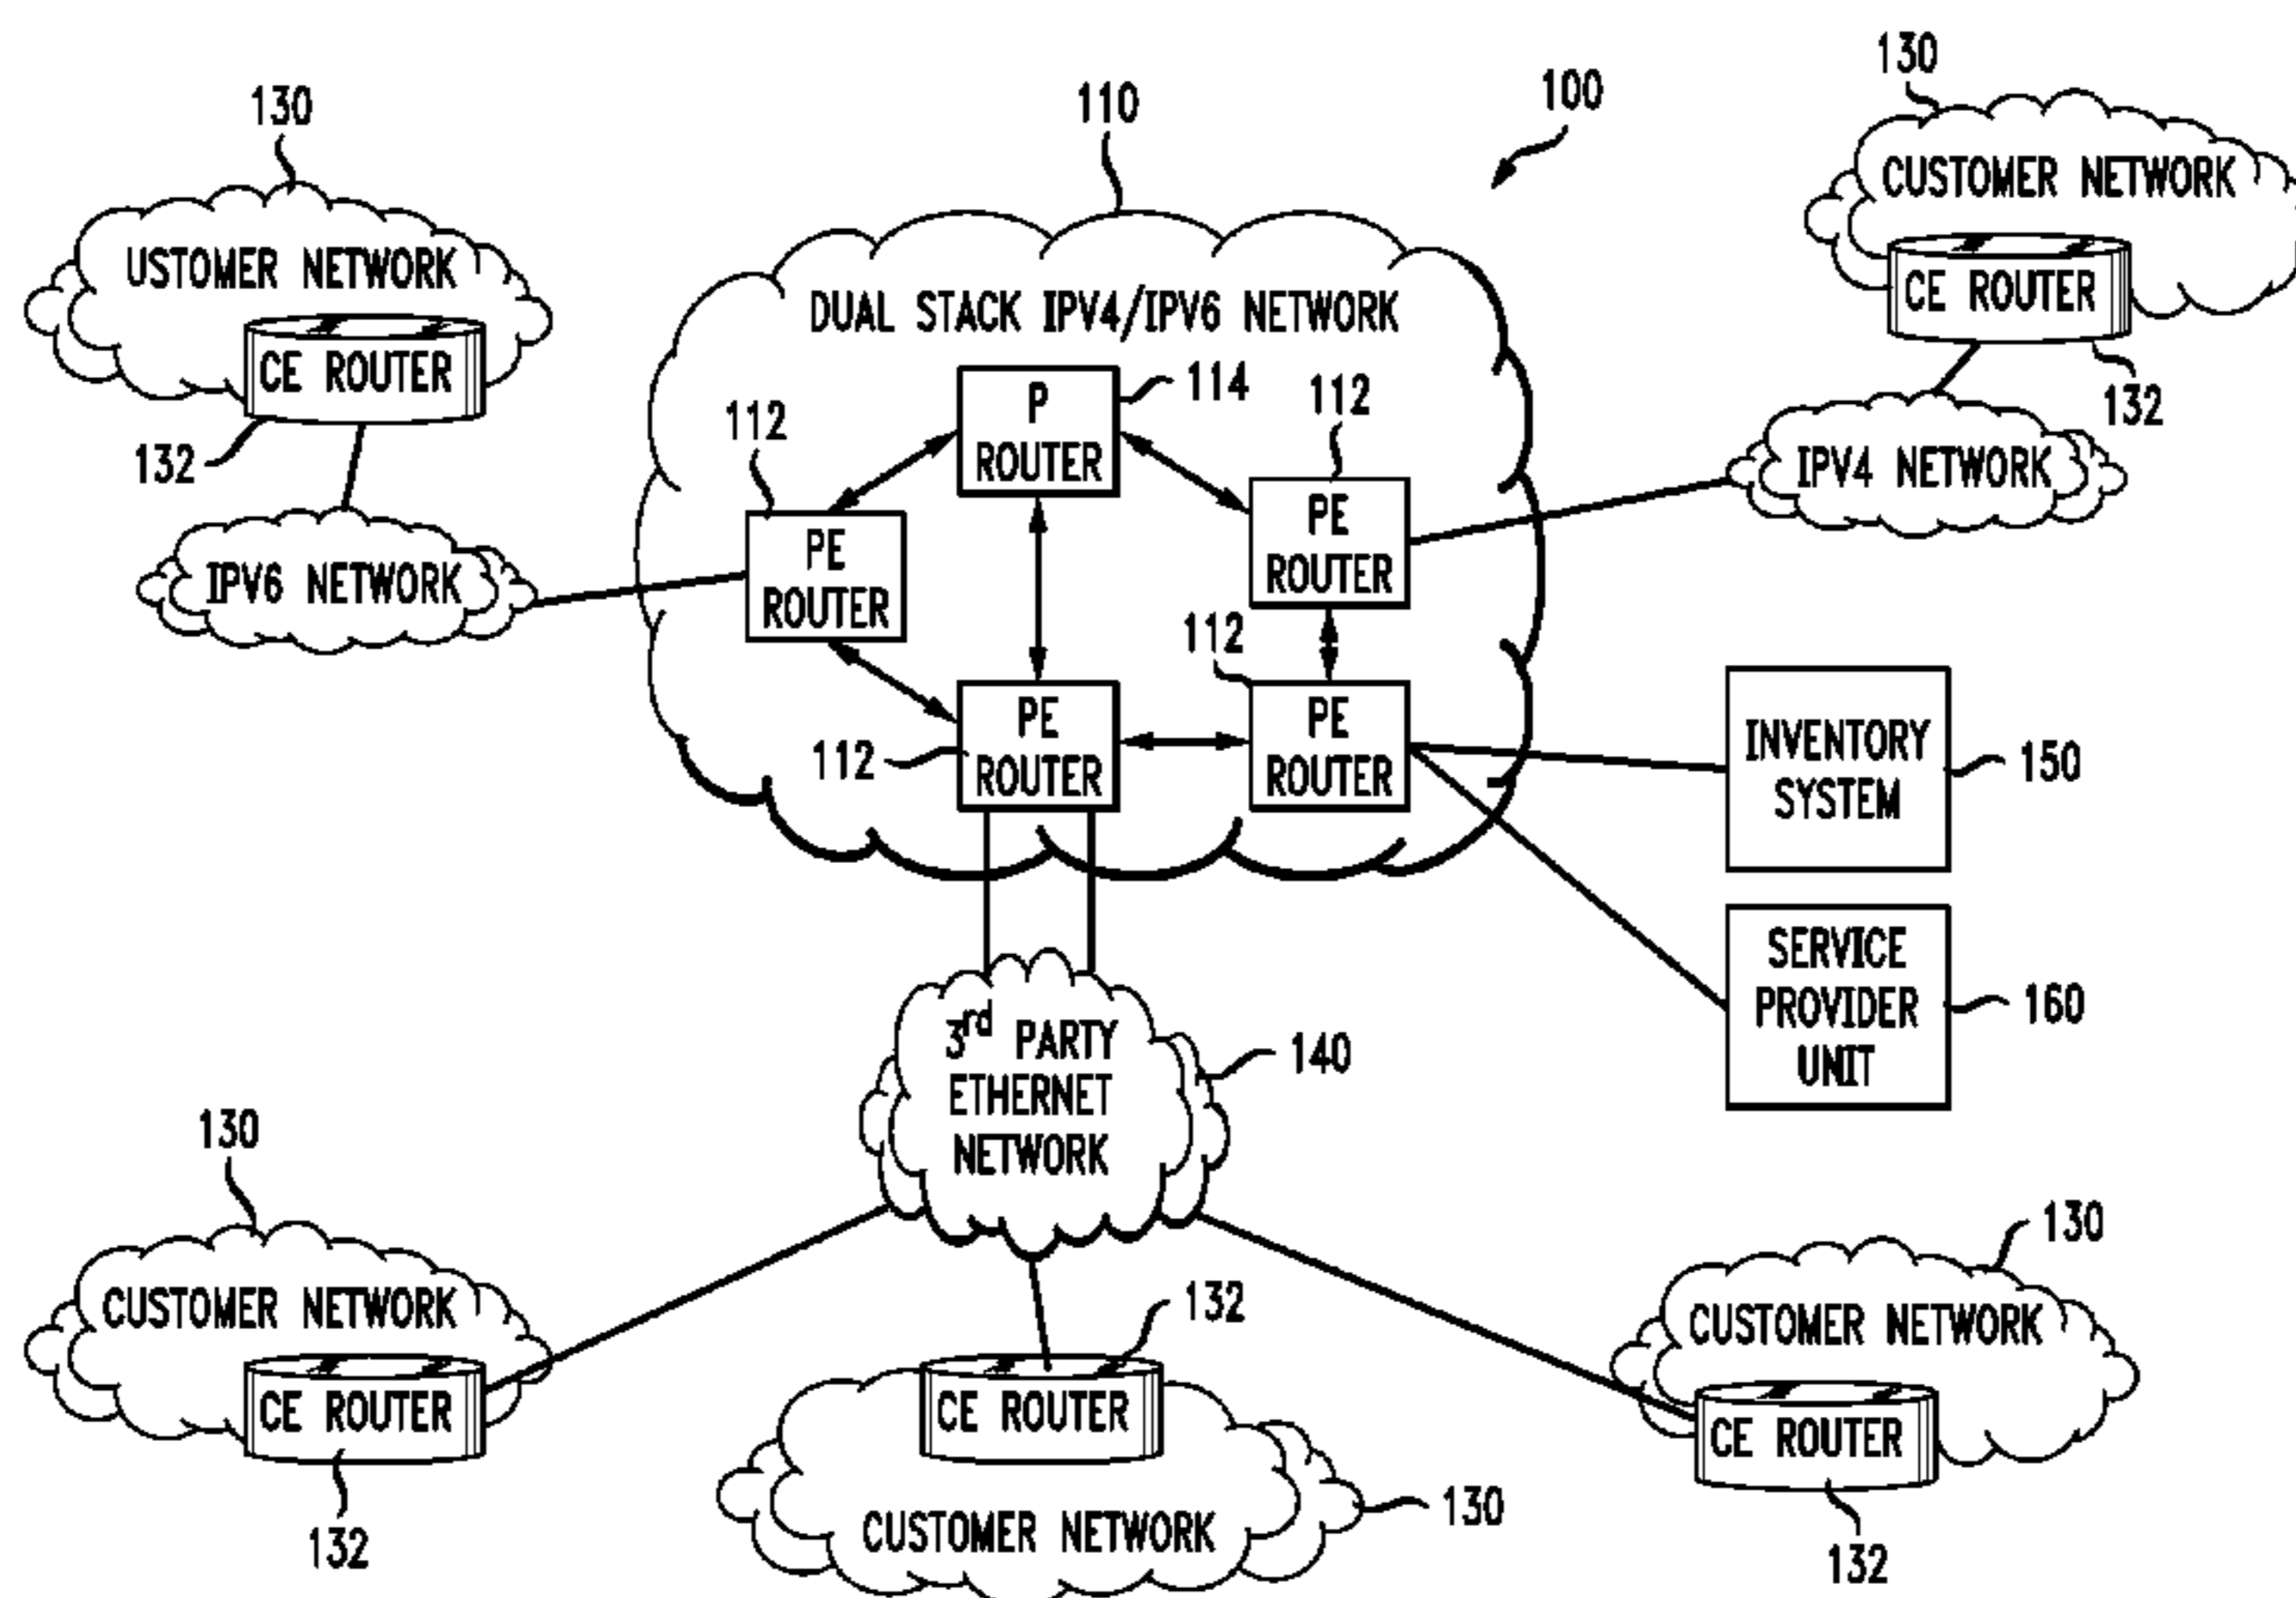 130
110
100
130
USTOMER NETWORK
CE ROUTER
132
IPV6 NETWORK
DUAL STACK IPV4/IPV6 NETWORK
P
ROUTER
114
112
PE
ROUTER
112
PE
ROUTER
112
PE
ROUTER
112
PE
ROUTER
CUSTOMER NETWORK
CE ROUTER
132
IPV4 NETWORK
INVENTORY
SYSTEM
150
SERVICE
PROVIDER
UNIT
160
3rd PARTY
ETHERNET
NETWORK
140
130
CUSTOMER NETWORK
CE ROUTER
132
132
CE ROUTER
CUSTOMER NETWORK
130
130
CUSTOMER NETWORK
CE ROUTER
132